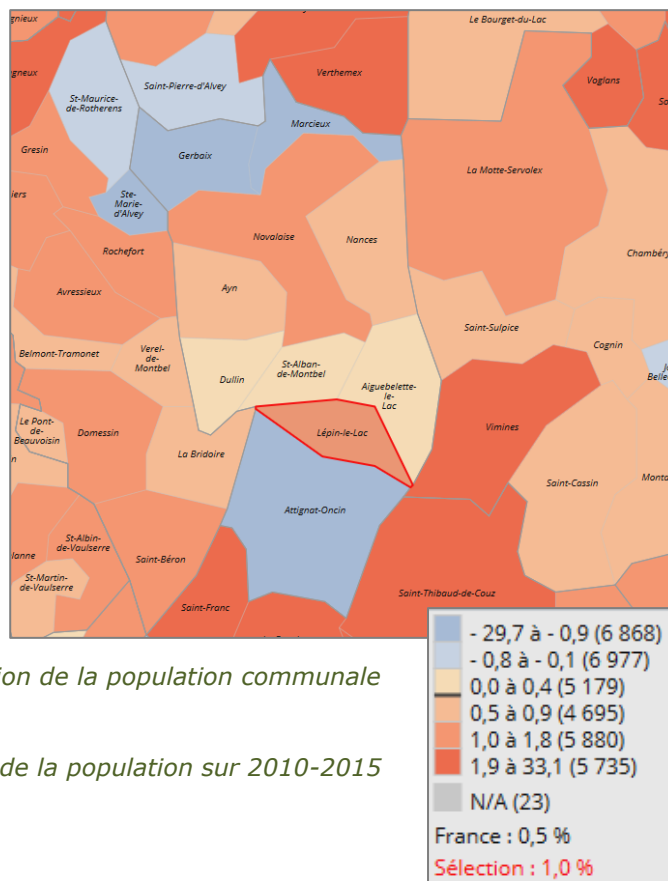 gnieux
Le Bourget-du-Lac
gneux
Verthemex
Voglans
Saint-Pierre-d'Alvey
St-Maurice-
de-Rotherens
So
Marcieux
Gresin
Gerbaix
La Motte-Servolex
iers
Ste-
Marie-
d'Alvey
Rochefort
Novalaise
Nances
Chambéry
Avressieux
Ayn
Saint-Sulpice
Cognin
Belmont-Tramonet
Verel-
de-
Montbel
Dullin
St-Alban-
de-Montbel
Aiguebelette-
le-
Lac
Belle
Le Pont-
de-
Beauvoisin
Domessin
Lépin-le-Lac
Vimines
n
La Bridoire
Saint-Cassin
Monta
Attignat-Oncin
St-Albin-
de-Vaulserre
lanne
Saint-Béron
St-Martin-
de-Vaulserre
Saint-Franc
Saint-Thibaud-de-Couz
- 29,7 à - 0,9 (6 868)
- 0,8 à - 0,1 (6 977)
0,0 à 0,4 (5 179)
0,5 à 0,9 (4 695)
1,0 à 1,8 (5 880)
1,9 à 33,1 (5 735)
N/A (23)
France : 0,5 %
Sélection : 1,0 %
ion de la population communale
de la population sur 2010-2015